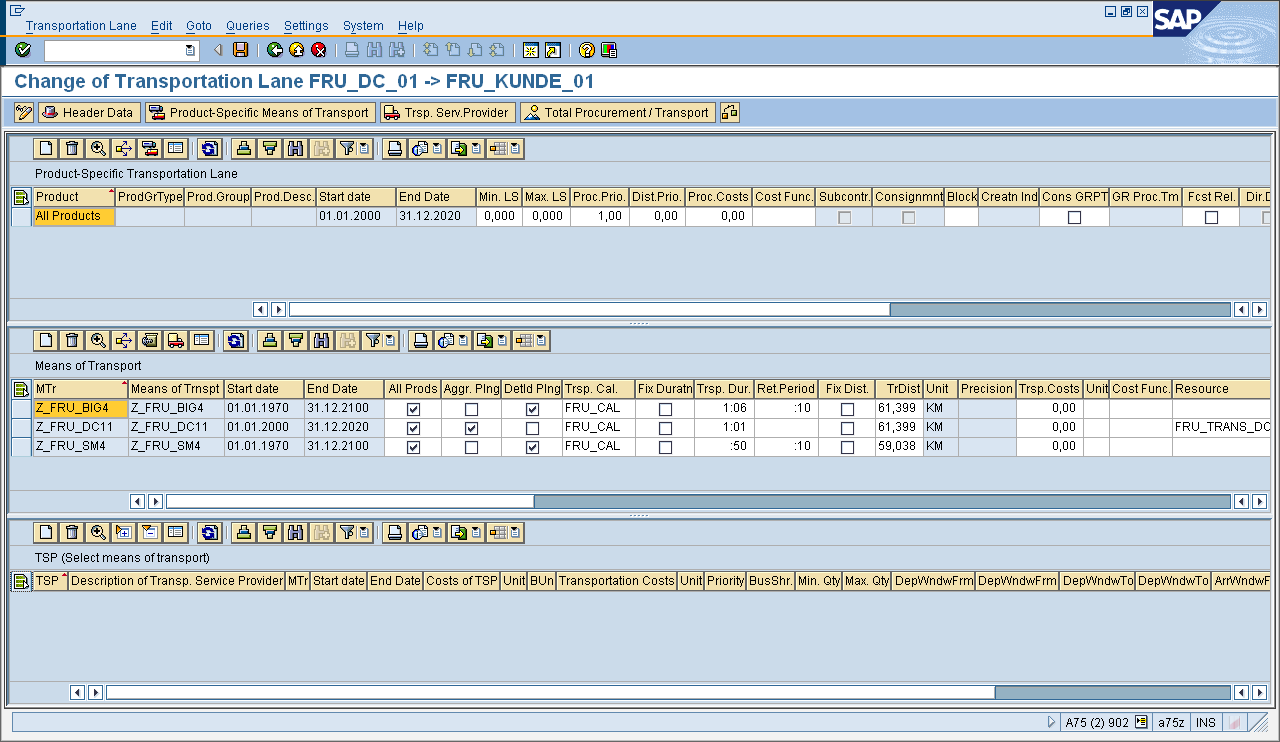 Transportation Lane Edit Goto Queries Settings System Help
SAP
Change of Transportation Lane FRU_DC_01 -> FRU_KUNDE_01
Header Data Product-Specific Means of Transport Trsp. Serv.Provider Total Procurement / Transport
Product-Specific Transportation Lane
Product ProdGrType Prod.Group Prod.Desc. Start date End Date Min. LS Max. LS Proc.Prio. Dist.Prio. Proc.Costs Cost Func. Subcontr. Consignmnt Block Creatn Ind Cons GRPT GR Proc.Tm Fcst Rel. Dir.D
All Products 01.01.2000 31.12.2020 0,000 0,000 1,00 0,00 0,00
Means of Transport
MTr Means of Trnspt Start date End Date All Prods Aggr. Plng Detld Plng Trsp. Cal. Fix Duratn Trsp. Dur. Ret.Period Fix Dist. TrDist Unit Precision Trsp.Costs Unit Cost Func. Resource
Z_FRU_BIG4 Z_FRU_BIG4 01.01.1970 31.12.2100 FRU_CAL 1:06 :10 61,399 KM 0,00
Z_FRU_DC11 Z_FRU_DC11 01.01.2000 31.12.2020 FRU_CAL 1:01 61,399 KM 0,00 FRU_TRANS_DC
Z_FRU_SM4 Z_FRU_SM4 01.01.1970 31.12.2100 FRU_CAL :50 :10 59,038 KM 0,00
TSP (Select means of transport)
TSP Description of Transp. Service Provider MTr Start date End Date Costs of TSP Unit BUn Transportation Costs Unit Priority BusShr. Min. Qty Max. Qty DepWndwFrm DepWndwFrm DepWndwTo DepWndwTo ArrWndwF
A75 (2) 902 a75z INS